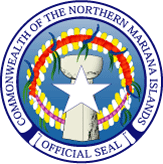 COMMONWEALTH OF THE NORTHERN MARIANA ISLANDS
OFFICIAL SEAL